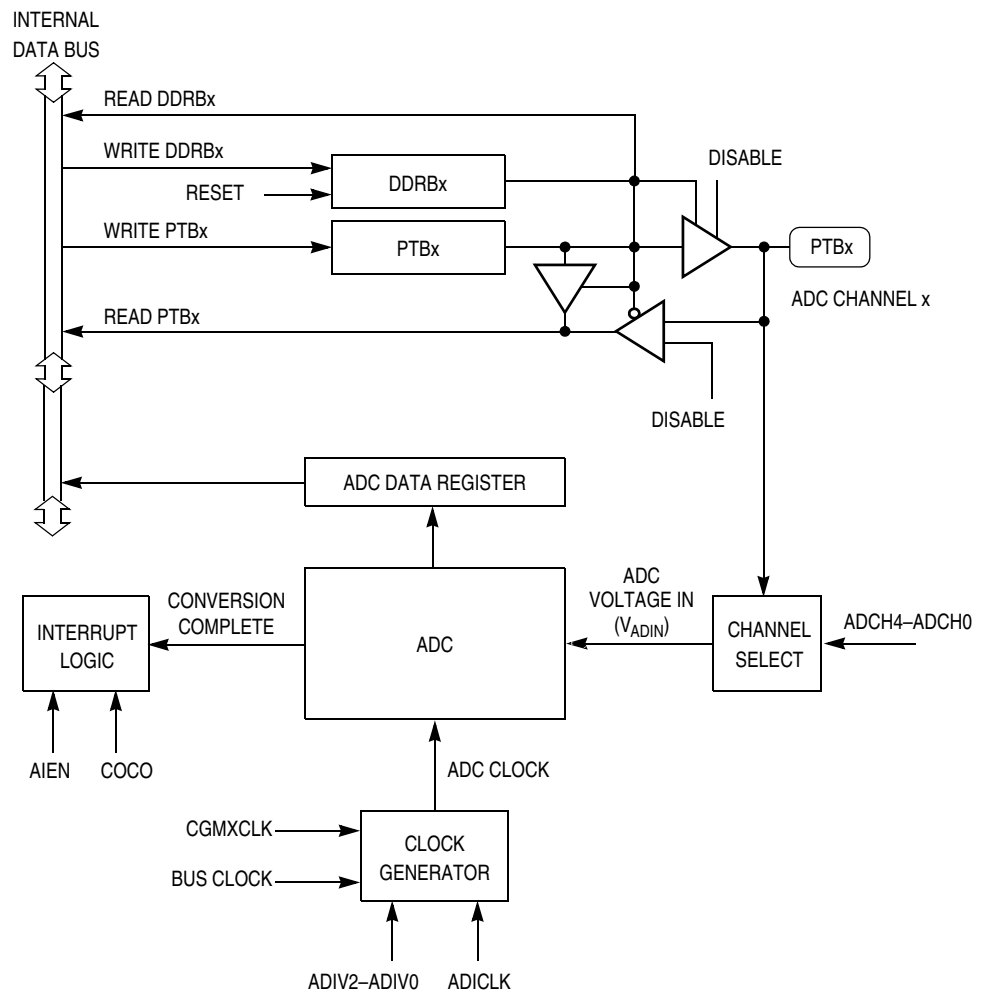 INTERNAL
DATA BUS
READ DDRBx
WRITE DDRBx
DISABLE
DDRBx
RESET
WRITE PTBx
PTBx
PTBx
ADC CHANNEL x
READ PTBx
DISABLE
ADC DATA REGISTER
ADC
VOLTAGE IN
(VADIN)
CONVERSION
COMPLETE
INTERRUPT
LOGIC
ADC
CHANNEL
SELECT
ADCH4–ADCH0
AIEN
COCO
ADC CLOCK
CGMXCLK
CLOCK
GENERATOR
BUS CLOCK
ADIV2–ADIV0
ADICLK